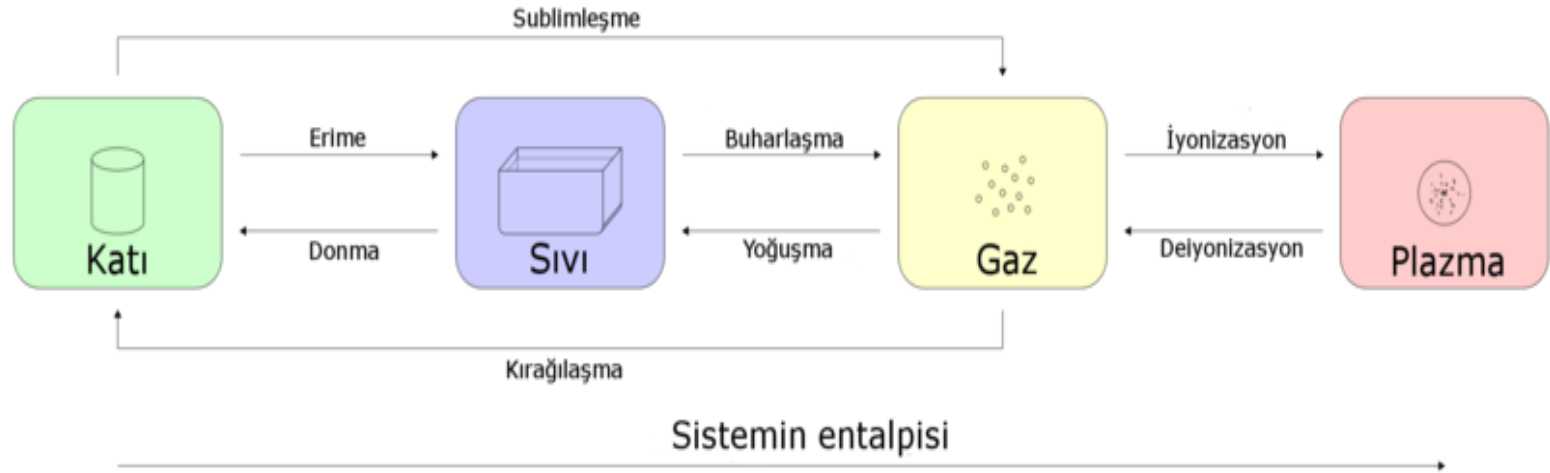 Sublimleşme
Erime
Buharlaşma
İyonizasyon
Donma
Yoğuşma
Deiyonizasyon
Katı
Sıvı
Gaz
Plazma
Kırağılaşma
Sistemin entalpisi